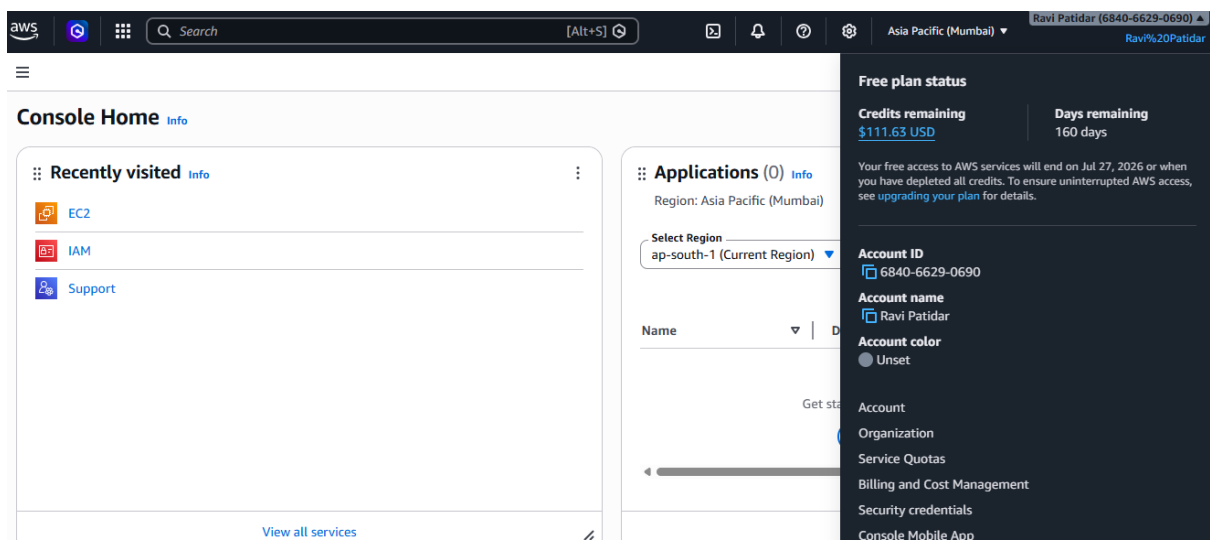 aws
Search
[Alt+S]
Asia Pacific (Mumbai)
Ravi Patidar (6840-6629-0690)
Ravi%20Patidar
Console Home Info
Recently visited Info
EC2
IAM
Support
View all services
Applications (0) Info
Region: Asia Pacific (Mumbai)
Select Region
ap-south-1 (Current Region)
Name
Free plan status
Credits remaining
$111.63 USD
Days remaining
160 days
Your free access to AWS services will end on Jul 27, 2026 or when
you have depleted all credits. To ensure uninterrupted AWS access,
see upgrading your plan for details.
Account ID
6840-6629-0690
Account name
Ravi Patidar
Account color
Unset
Account
Organization
Service Quotas
Billing and Cost Management
Security credentials
Console Mobile App